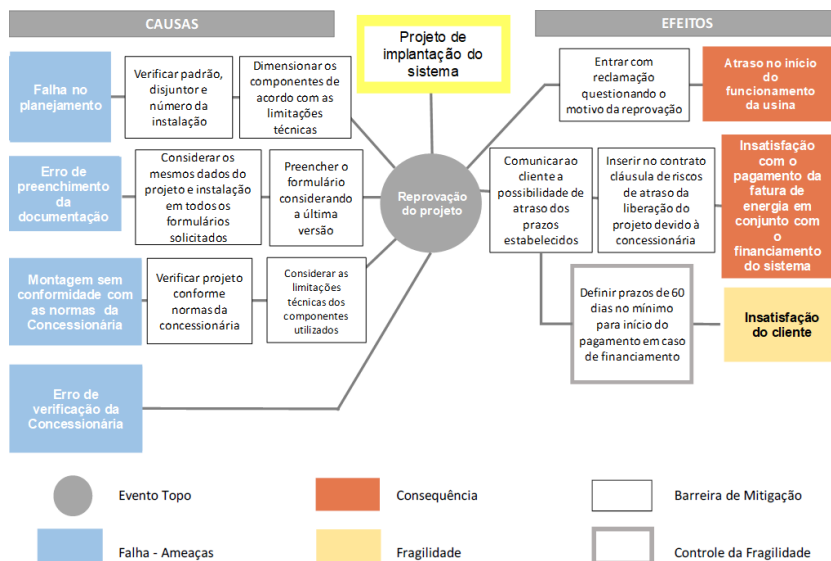 CAUSAS
Projeto de
implantação do
sistema
EFEITOS
Falha no
planejamento
Verificar padrão,
disjuntor e
número da
instalação
Dimensionar os
componentes de
acordo com as
limitações
técnicas
Entrar com
reclamação
questionando o
motivo da
reprovação
Atraso no início
do
funcionamento
da usina
Erro de
preenchimento
da
documentação
Considerar os
mesmos dados do
projeto e instalação
em todos os
formulários
solicitados
Preencher o
formulário
considerando
a última
versão
Reprovação
do projeto
Comunicar ao
cliente a
possibilidade de
atraso dos
prazos
estabelecidos
Inserir no contrato
cláusula de riscos
de atraso da
liberação do
projeto devido à
concessionária
Insatisfação
com o
pagamento da
fatura de
energia em
conjunto com
o
financiamento
do sistema
Montagem sem
conformidade com
as normas da
Concessionária
Verificar projeto
conforme
normas da
concessionária
Considerar as
limitações
técnicas dos
componentes
utilizados
Definir prazos de 60
dias no mínimo
para início do
pagamento em caso
de financiamento
Insatisfação
do cliente
Erro de
verificação da
Concessionária
Evento Topo
Consequência
Barreira de Mitigação
Falha - Ameaças
Fragilidade
Controle da Fragilidade